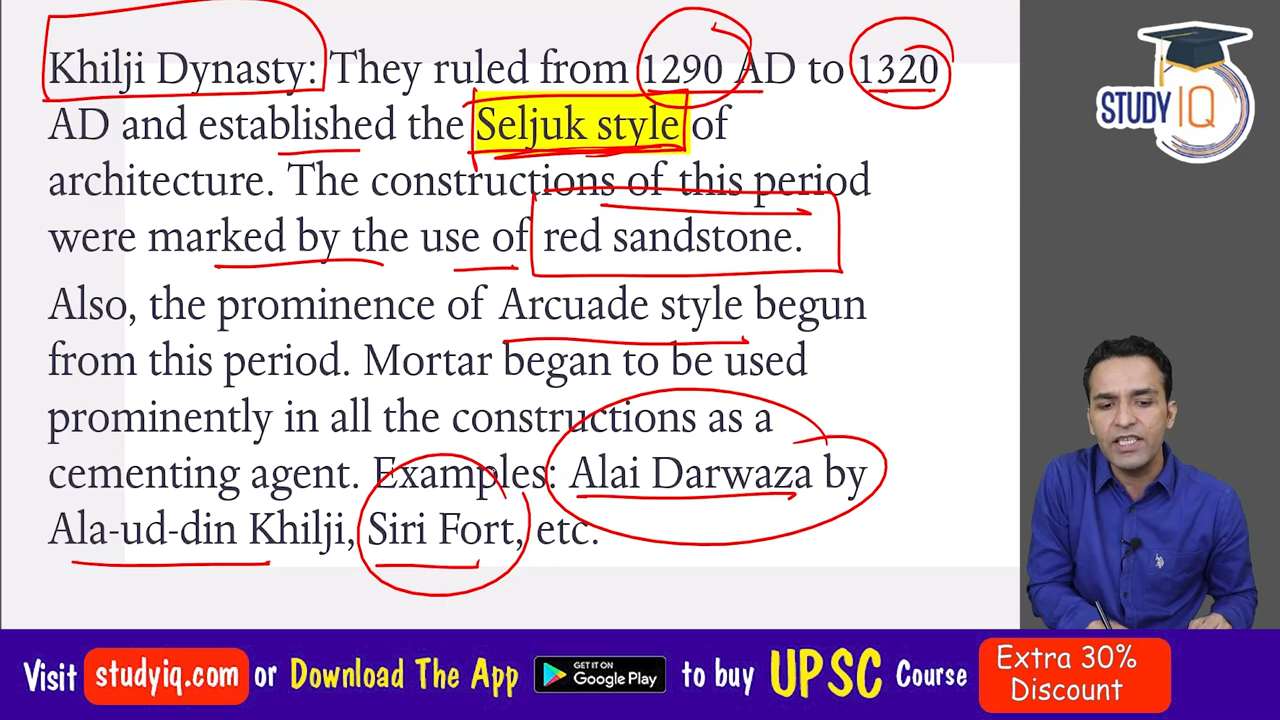 Khilji Dynasty: They ruled from 1290 AD to 1320
AD and established the Seljuk style of
architecture. The constructions of this period
were marked by the use of red sandstone.
Also, the prominence of Arcuade style begun
from this period. Mortar began to be used
prominently in all the constructions as a
cementing agent. Examples: Alai Darwaza by
Ala-ud-din Khilji, Siri Fort, etc.
STUDY IQ
Visit studyiq.com or Download The App GET IT ON Google Play to buy UPSC Course
Extra 30%
Discount